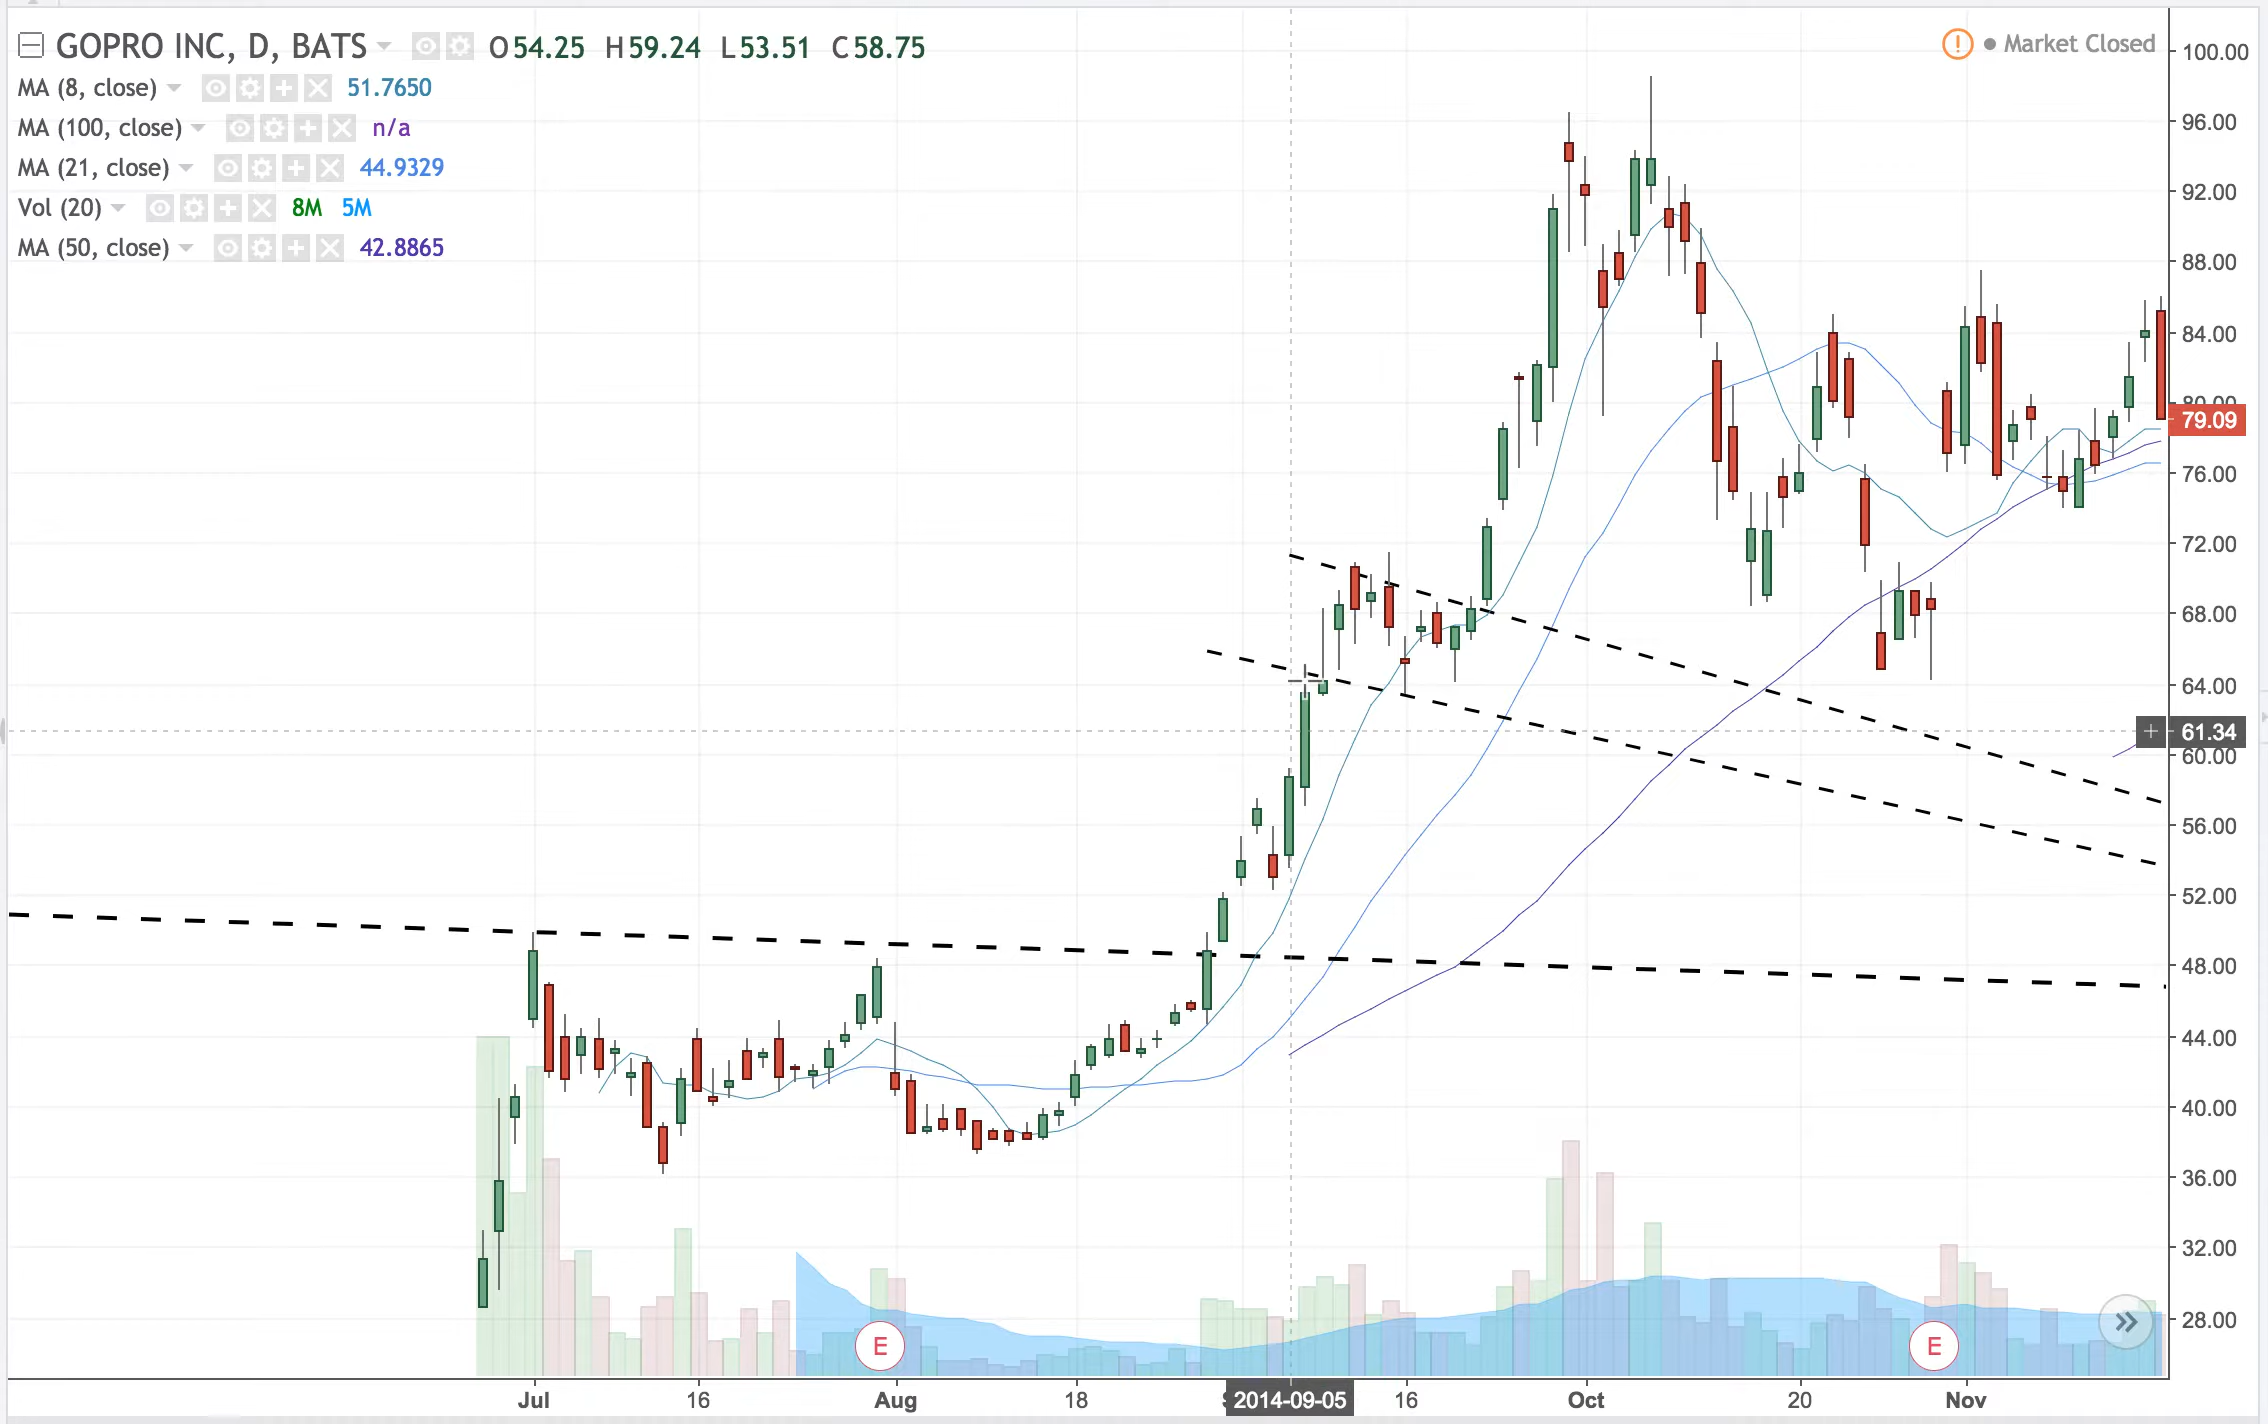 GOPRO INC, D, BATS O54.25 H59.24 L53.51 C58.75
! Market Closed
MA (8, close) 51.7650
MA (100, close) n/a
MA (21, close) 44.9329
Vol (20) 8M 5M
MA (50, close) 42.8865
100.00
96.00
92.00
88.00
84.00
80.00
79.09
76.00
72.00
68.00
64.00
61.34
60.00
56.00
52.00
48.00
44.00
40.00
36.00
32.00
28.00
E E
Jul 16 Aug 18 2014-09-05 16 Oct 20 Nov